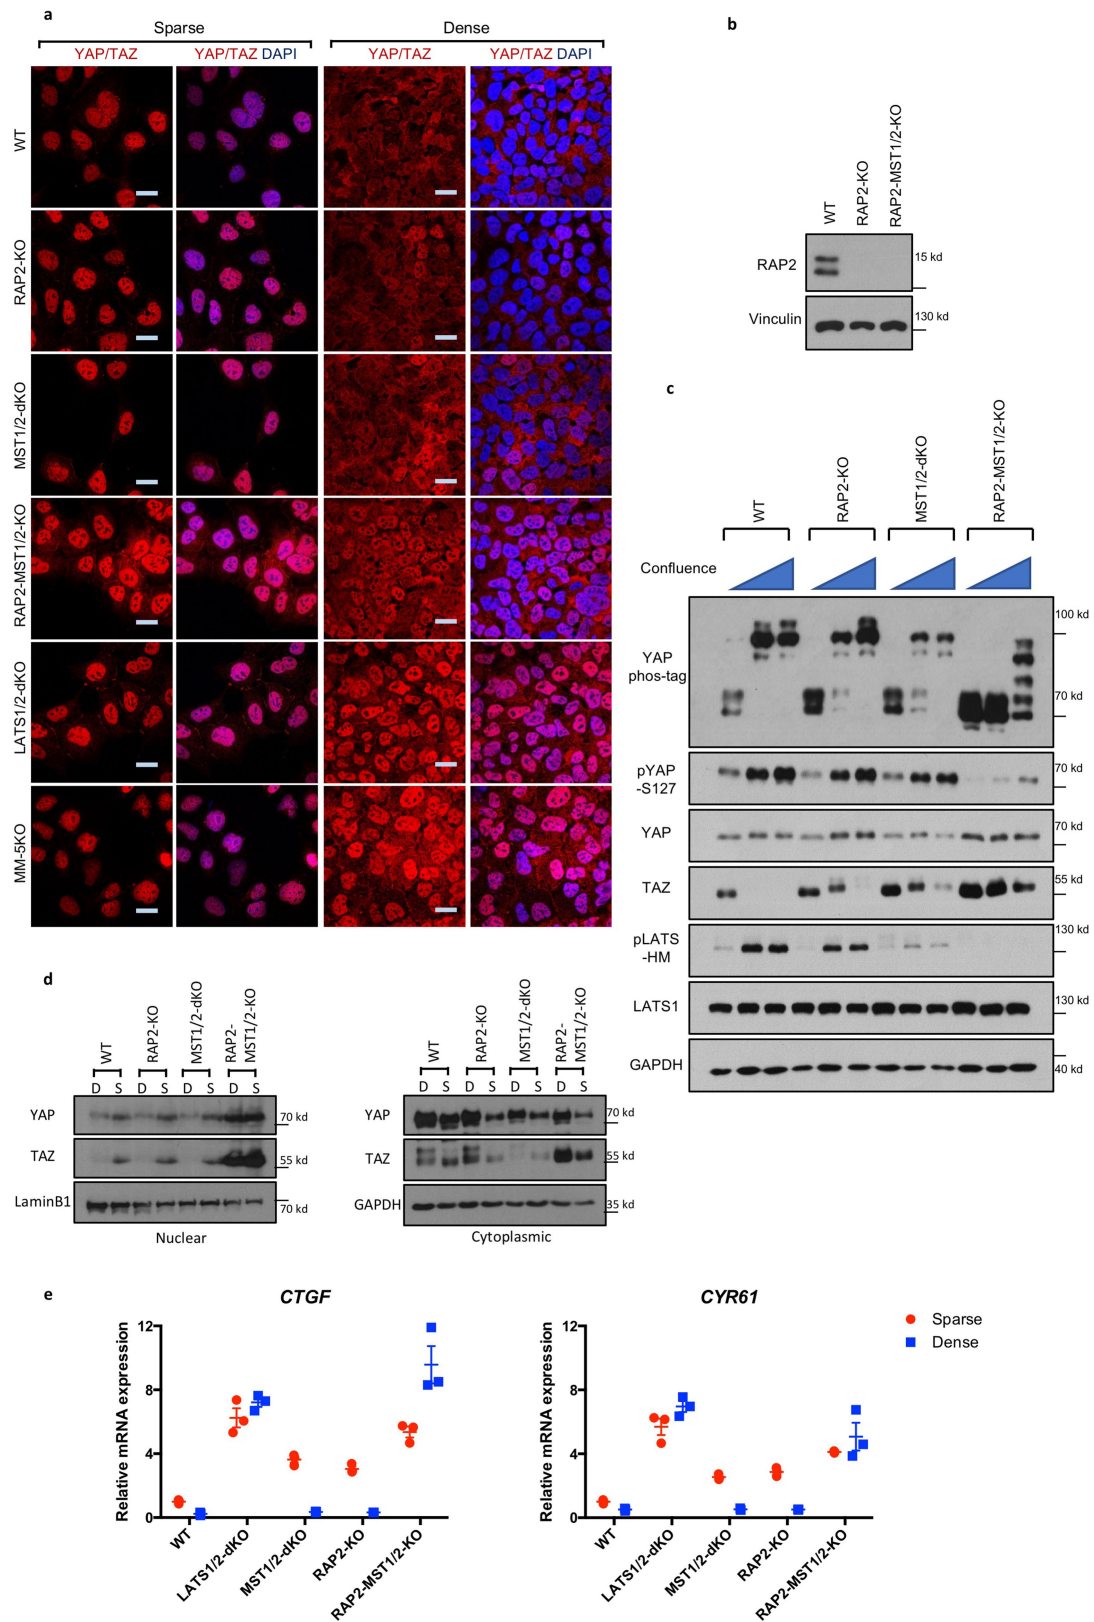 a
Sparse Dense
YAP/TAZ YAP/TAZ DAPI YAP/TAZ YAP/TAZ DAPI
WT
RAP2-KO
MST1/2-dKO
RAP2-MST1/2-KO
LATS1/2-dKO
MM-5KO
b
WT RAP2-KO RAP2-MST1/2-KO
RAP2 15 kd
Vinculin 130 kd
c
WT RAP2-KO MST1/2-dKO RAP2-MST1/2-KO
Confluence
100 kd
YAP
phos-tag
70 kd
pYAP 70 kd
-S127
YAP 70 kd
TAZ 55 kd
pLATS 130 kd
-HM
LATS1 130 kd
GAPDH 40 kd
d
WT RAP2-KO MST1/2-dKO RAP2-
MST1/2-KO
D S D S D S D S
YAP 70 kd
TAZ 55 kd
LaminB1 70 kd
Nuclear
WT RAP2-KO MST1/2-dKO RAP2-
MST1/2-KO
D S D S D S D S
YAP 70 kd
TAZ 55 kd
GAPDH 35 kd
Cytoplasmic
e
CTGF
Relative mRNA expression
12
8
4
0
WT LATS1/2-dKO MST1/2-dKO RAP2-KO RAP2-MST1/2-KO
CYR61
Relative mRNA expression
12
8
4
0
WT LATS1/2-dKO MST1/2-dKO RAP2-KO RAP2-MST1/2-KO
Sparse
Dense